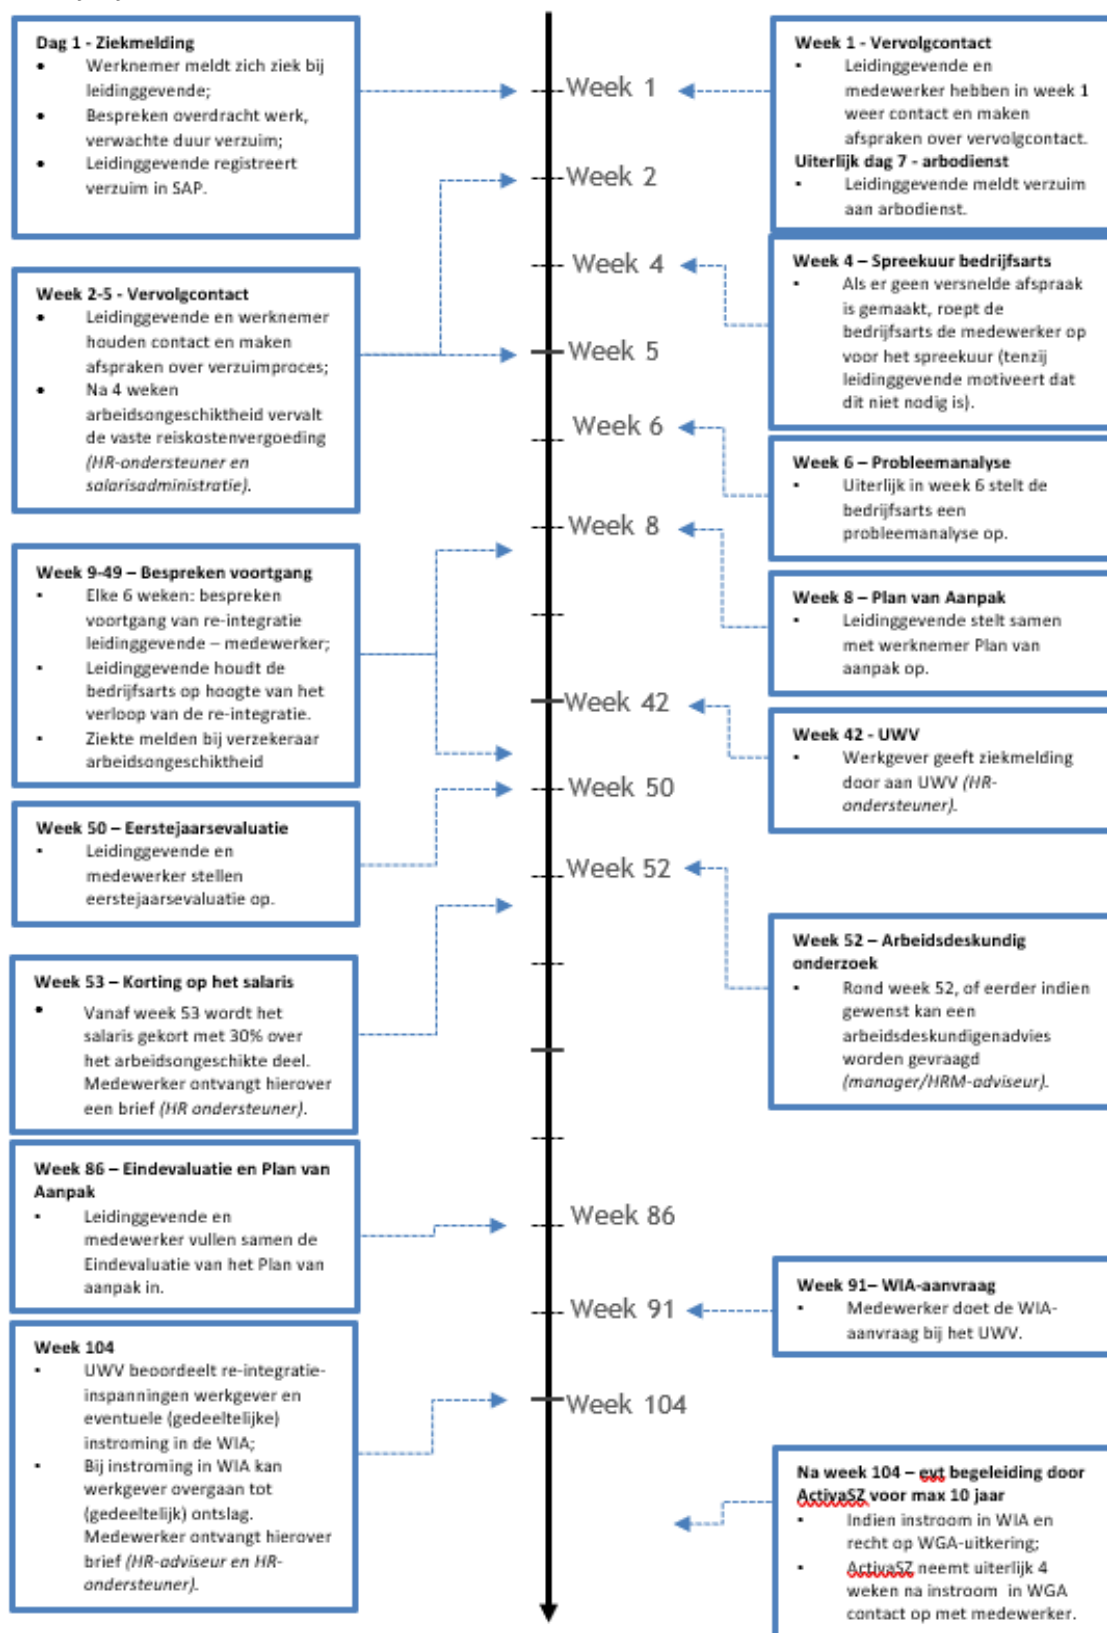 Dag 1 - Ziekmelding
• Werknemer meldt zich ziek bij
leidinggevende;
• Bespreken overdracht werk,
verwachte duur verzuim;
• Leidinggevende registreert
verzuim in SAP.
Week 1
Week 1 - Vervolgcontact
▪ Leidinggevende en
medewerker hebben in week 1
weer contact en maken
afspraken over vervolgcontact.
Uiterlijk dag 7 - arbodienst
▪ Leidinggevende meldt verzuim
aan arbodienst.
Week 2
Week 2-5 - Vervolgcontact
• Leidinggevende en werknemer
houden contact en maken
afspraken over verzuimproces;
• Na 4 weken
arbeidsongeschiktheid vervalt
de vaste reiskostenvergoeding
(HR-ondersteuner en
salarisadministratie).
Week 4
Week 4 – Spreekuur bedrijfsarts
▪ Als er geen versnelde afspraak
is gemaakt, roept de
bedrijfsarts de medewerker op
voor het spreekuur (tenzij
leidinggevende motiveert dat
dit niet nodig is).
Week 5
Week 6
Week 6 – Probleemanalyse
▪ Uiterlijk in week 6 stelt de
bedrijfsarts een
probleemanalyse op.
Week 8
Week 8 – Plan van Aanpak
▪ Leidinggevende stelt samen
met werknemer Plan van
aanpak op.
Week 9-49 – Bespreken voortgang
▪ Elke 6 weken: bespreken
voortgang van re-integratie
leidinggevende – medewerker;
▪ Leidinggevende houdt de
bedrijfsarts op hoogte van het
verloop van de re-integratie.
▪ Ziekte melden bij verzekeraar
arbeidsongeschiktheid
Week 42
Week 42 - UWV
▪ Werkgever geeft ziekmelding
door aan UWV (HR-
ondersteuner).
Week 50
Week 50 – Eerstejaarsevaluatie
▪ Leidinggevende en
medewerker stellen
eerstejaarsevaluatie op.
Week 52
Week 52 – Arbeidsdeskundig
onderzoek
▪ Rond week 52, of eerder indien
gewenst kan een
arbeidsdeskundigenadvies
worden gevraagd
(manager/HRM-adviseur).
Week 53 – Korting op het salaris
• Vanaf week 53 wordt het
salaris gekort met 30% over
het arbeidsongeschikte deel.
Medewerker ontvangt hierover
een brief (HR ondersteuner).
Week 86 – Eindevaluatie en Plan van
Aanpak
▪ Leidinggevende en
medewerker vullen samen de
Eindevaluatie van het Plan van
aanpak in.
Week 86
Week 91
Week 91– WIA-aanvraag
▪ Medewerker doet de WIA-
aanvraag bij het UWV.
Week 104
▪ UWV beoordeelt re-integratie-
inspanningen werkgever en
eventuele (gedeeltelijke)
instroming in de WIA;
▪ Bij instroming in WIA kan
werkgever overgaan tot
(gedeeltelijk) ontslag.
Medewerker ontvangt hierover
brief (HR-adviseur en HR-
ondersteuner).
Week 104
Na week 104 – evt begeleiding door
ActivaSZ voor max 10 jaar
▪ Indien instroom in WIA en
recht op WGA-uitkering;
▪ ActivaSZ neemt uiterlijk 4
weken na instroom in WGA
contact op met medewerker.